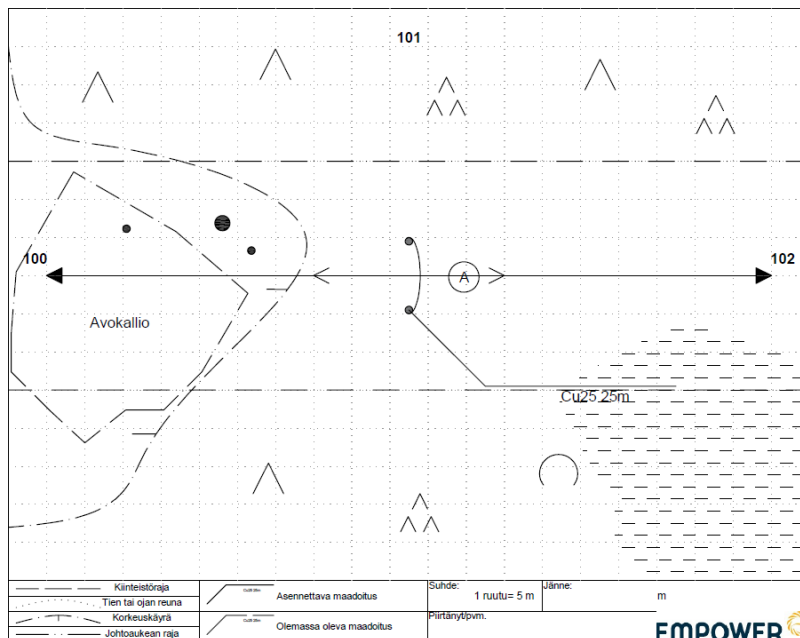 101
100
102
A
Avokallio
Cu25 25m
Kiinteistöraja
Tien tai ojan reuna
Korkeuskäyrä
Johtoaukean raja
Asennettava maadoitus
Olemassa oleva maadoitus
Suhde:
1 ruutu= 5 m
Jänne:
m
Piirtänyt/pvm.
EMPOWER